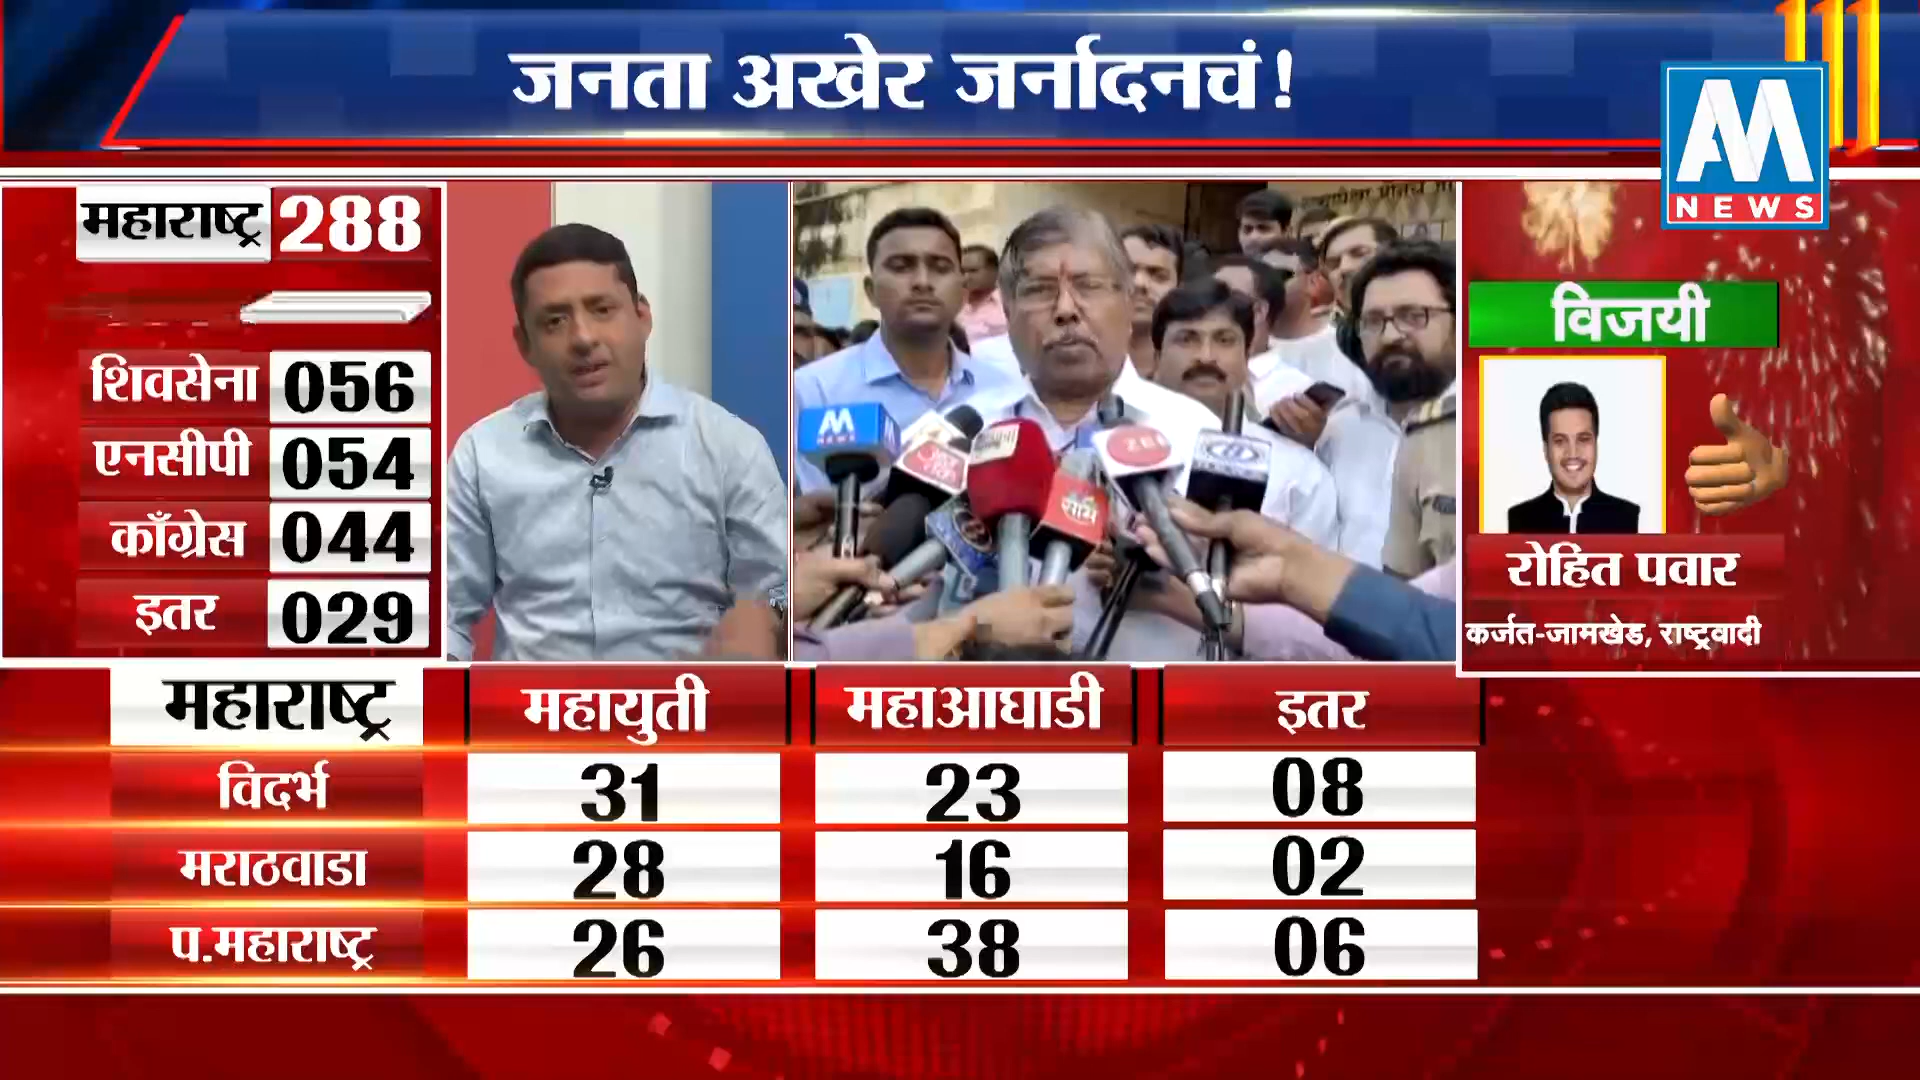 जनता अखेर जर्नादनचं!
AM
NEWS
महाराष्ट्र 288
शिवसेना 056
एनसीपी 054
काँग्रेस 044
इतर 029
विजयी
रोहित पवार
कर्जत-जामखेड, राष्ट्रवादी
महाराष्ट्र महायुती महाआघाडी इतर
विदर्भ 31 23 08
मराठवाडा 28 16 02
प.महाराष्ट्र 26 38 06